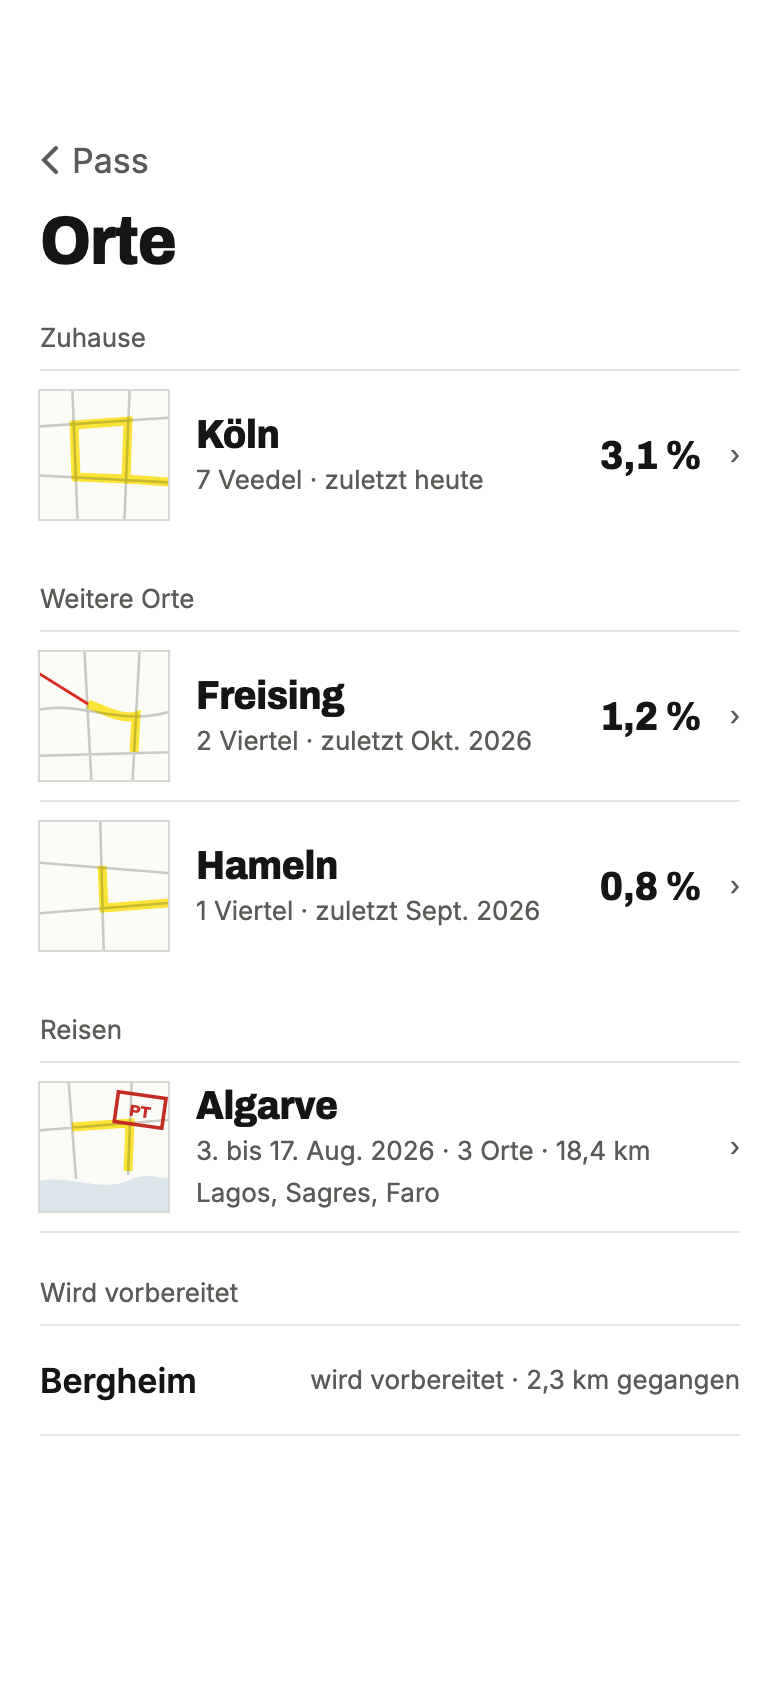 Pass
Orte
Zuhause
Köln
7 Veedel · zuletzt heute
3,1 %
Weitere Orte
Freising
2 Viertel · zuletzt Okt. 2026
1,2 %
Hameln
1 Viertel · zuletzt Sept. 2026
0,8 %
Reisen
PT
Algarve
3. bis 17. Aug. 2026 · 3 Orte · 18,4 km
Lagos, Sagres, Faro
Wird vorbereitet
Bergheim
wird vorbereitet · 2,3 km gegangen